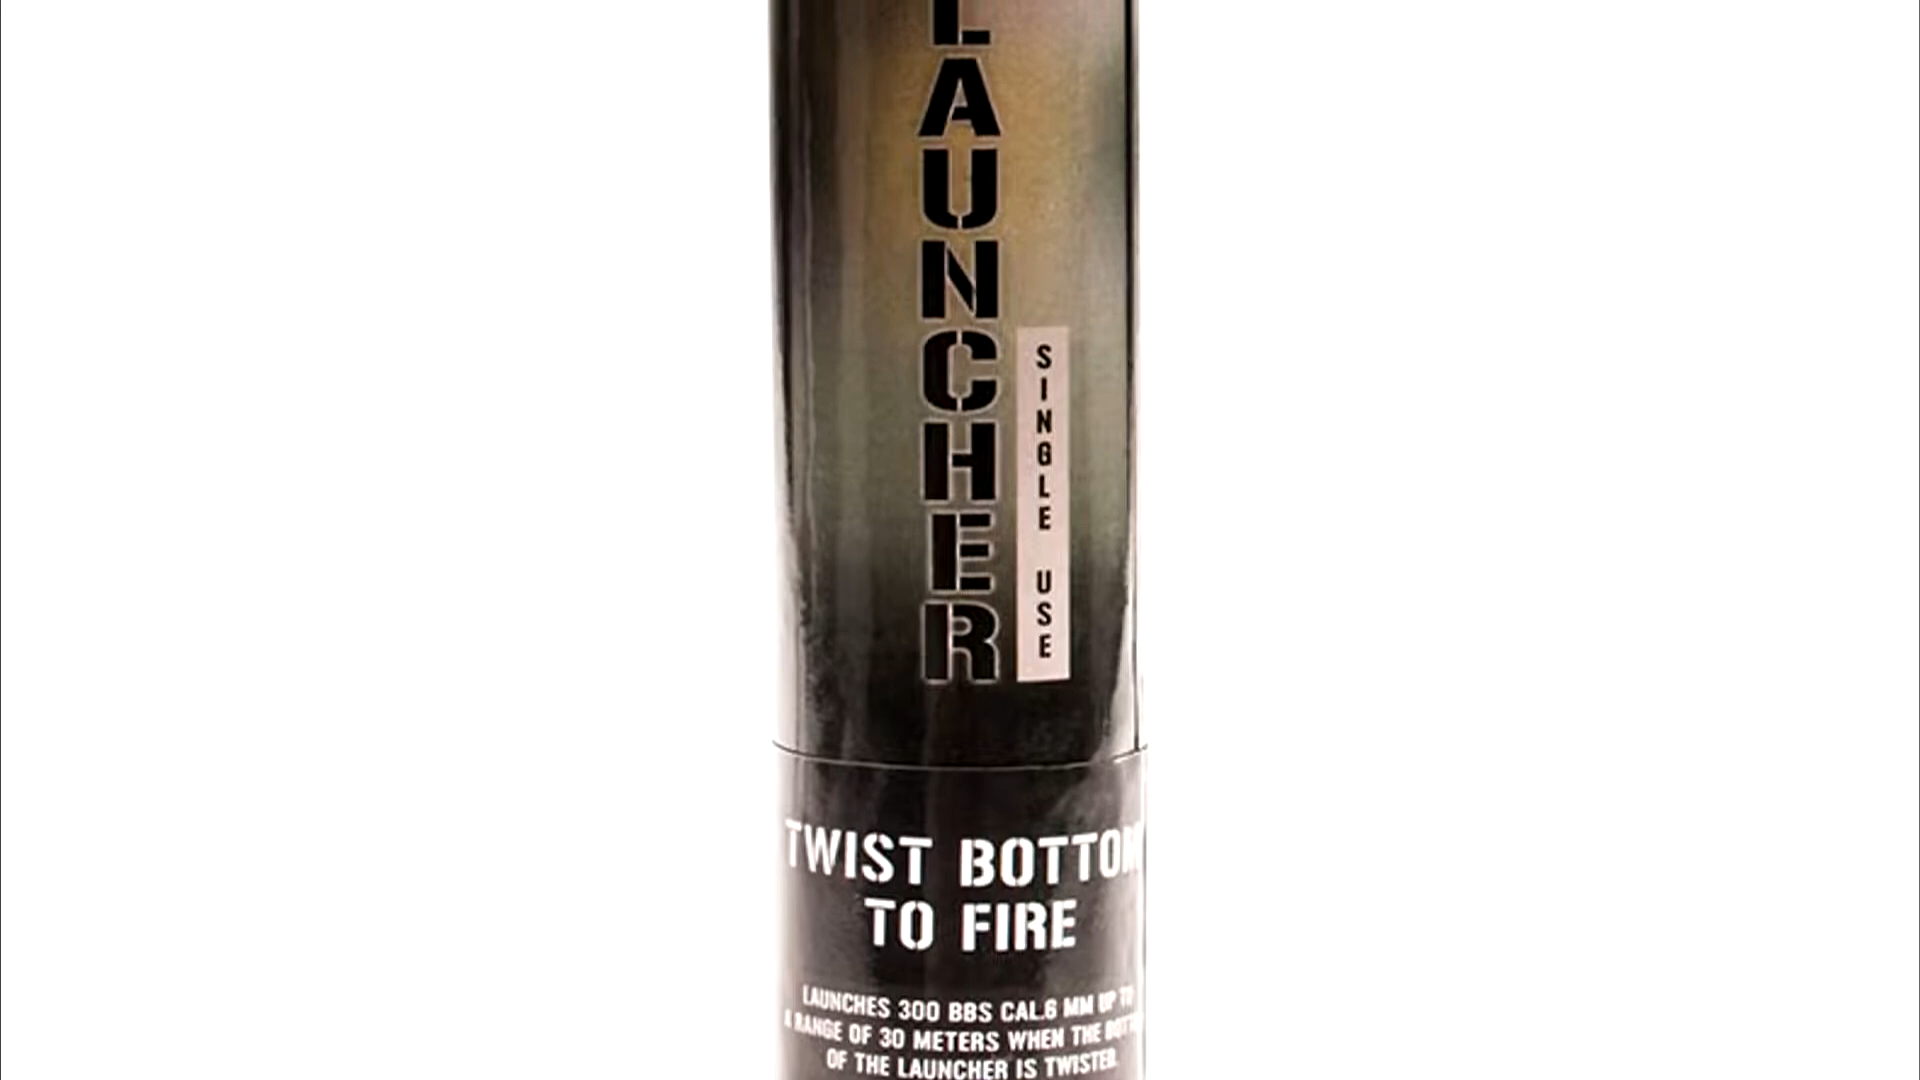 LAUNCHER
SINGLE USE
TWIST BOTTOM
TO FIRE
LAUNCHES 300 BBS CAL.6 MM UP TO
A RANGE OF 30 METERS WHEN THE BOTTOM
OF THE LAUNCHER IS TWISTED.